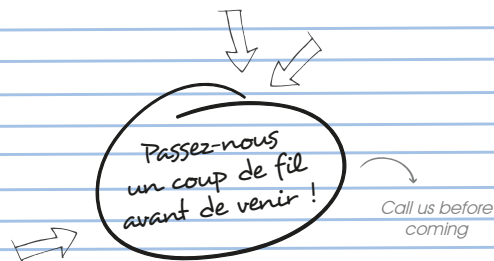 Passez-nous
un coup de fil
avant de venir !
Call us before
coming